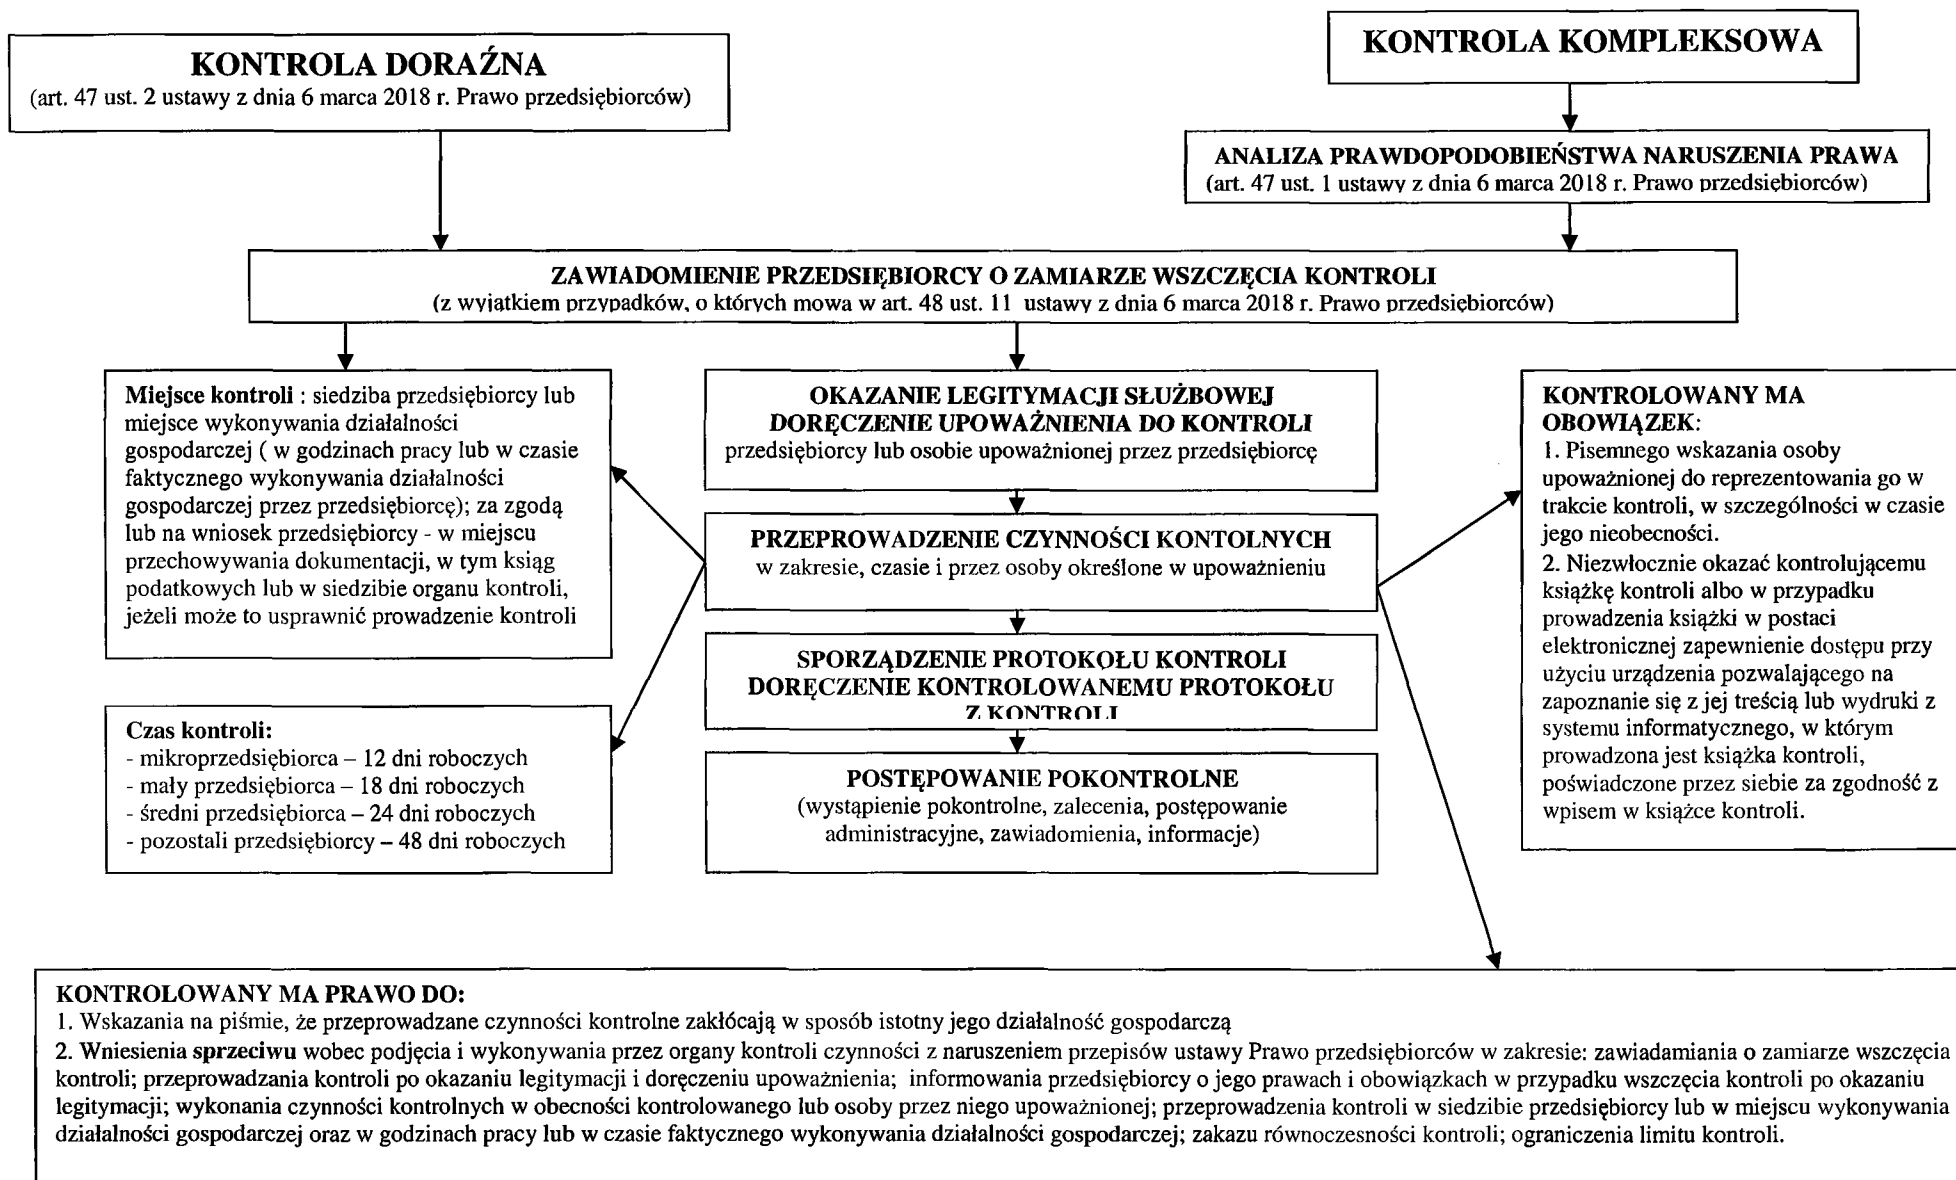 KONTROLA DORAŹNA
(art. 47 ust. 2 ustawy z dnia 6 marca 2018 r. Prawo przedsiębiorców)
KONTROLA KOMPLEKSOWA
ANALIZA PRAWDOPODOBIEŃSTWA NARUSZENIA PRAWA
(art. 47 ust. 1 ustawy z dnia 6 marca 2018 r. Prawo przedsiębiorców)
ZAWIADOMIENIE PRZEDSIĘBIORCY O ZAMIARZE WSZCZĘCIA KONTROLI
(z wyjątkiem przypadków, o których mowa w art. 48 ust. 11 ustawy z dnia 6 marca 2018 r. Prawo przedsiębiorców)
Miejsce kontroli : siedziba przedsiębiorcy lub
miejsce wykonywania działalności
gospodarczej ( w godzinach pracy lub w czasie
faktycznego wykonywania działalności
gospodarczej przez przedsiębiorcę); za zgodą
lub na wniosek przedsiębiorcy - w miejscu
przechowywania dokumentacji, w tym ksiąg
podatkowych lub w siedzibie organu kontroli,
jeżeli może to usprawnić prowadzenie kontroli
Czas kontroli:
- mikroprzedsiębiorca – 12 dni roboczych
- mały przedsiębiorca – 18 dni roboczych
- średni przedsiębiorca – 24 dni roboczych
- pozostali przedsiębiorcy – 48 dni roboczych
OKAZANIE LEGITYMACJI SŁUŻBOWEJ
DORĘCZENIE UPOWAŻNIENIA DO KONTROLI
przedsiębiorcy lub osobie upoważnionej przez przedsiębiorcę
PRZEPROWADZENIE CZYNNOŚCI KONTOLNYCH
w zakresie, czasie i przez osoby określone w upoważnieniu
SPORZĄDZENIE PROTOKOŁU KONTROLI
DORĘCZENIE KONTROLOWANEMU PROTOKOŁU
Z KONTROLI
POSTĘPOWANIE POKONTROLNE
(wystąpienie pokontrolne, zalecenia, postępowanie
administracyjne, zawiadomienia, informacje)
KONTROLOWANY MA
OBOWIĄZEK:
1. Pisemnego wskazania osoby
upoważnionej do reprezentowania go w
trakcie kontroli, w szczególności w czasie
jego nieobecności.
2. Niezwłocznie okazać kontrolującemu
książkę kontroli albo w przypadku
prowadzenia książki w postaci
elektronicznej zapewnienie dostępu przy
użyciu urządzenia pozwalającego na
zapoznanie się z jej treścią lub wydruki z
systemu informatycznego, w którym
prowadzona jest książka kontroli,
poświadczone przez siebie za zgodność z
wpisem w książce kontroli.
KONTROLOWANY MA PRAWO DO:
1. Wskazania na piśmie, że przeprowadzane czynności kontrolne zakłócają w sposób istotny jego działalność gospodarczą
2. Wniesienia sprzeciwu wobec podjęcia i wykonywania przez organy kontroli czynności z naruszeniem przepisów ustawy Prawo przedsiębiorców w zakresie: zawiadamiania o zamiarze wszczęcia
kontroli; przeprowadzania kontroli po okazaniu legitymacji i doręczeniu upoważnienia; informowania przedsiębiorcy o jego prawach i obowiązkach w przypadku wszczęcia kontroli po okazaniu
legitymacji; wykonania czynności kontrolnych w obecności kontrolowanego lub osoby przez niego upoważnionej; przeprowadzenia kontroli w siedzibie przedsiębiorcy lub w miejscu wykonywania
działalności gospodarczej oraz w godzinach pracy lub w czasie faktycznego wykonywania działalności gospodarczej; zakazu równoczesności kontroli; ograniczenia limitu kontroli.